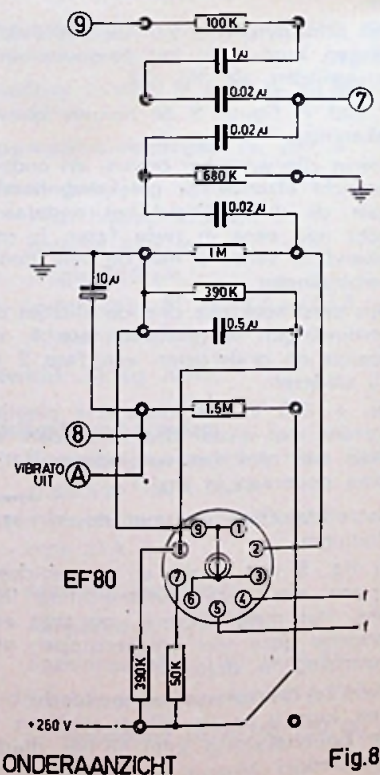 9
100K
1µ
0.02µ
7
0.02µ
680K
0.02µ
10µ
1M
390K
0.5µ
1.5M
8
VIBRATO
UIT
A
EF80
9 1
8 2
7 3
6 4
5
f
f
390K
50K
+250 V
ONDERAANZICHT
Fig.8